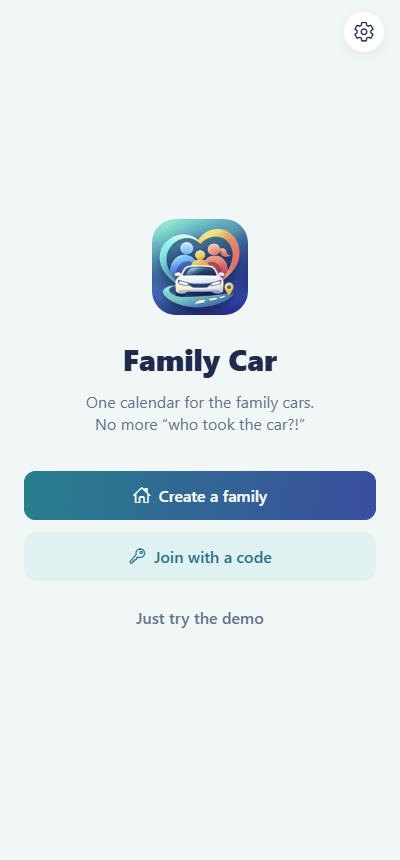 Family Car
One calendar for the family cars.
No more “who took the car?!”
Create a family
Join with a code
Just try the demo